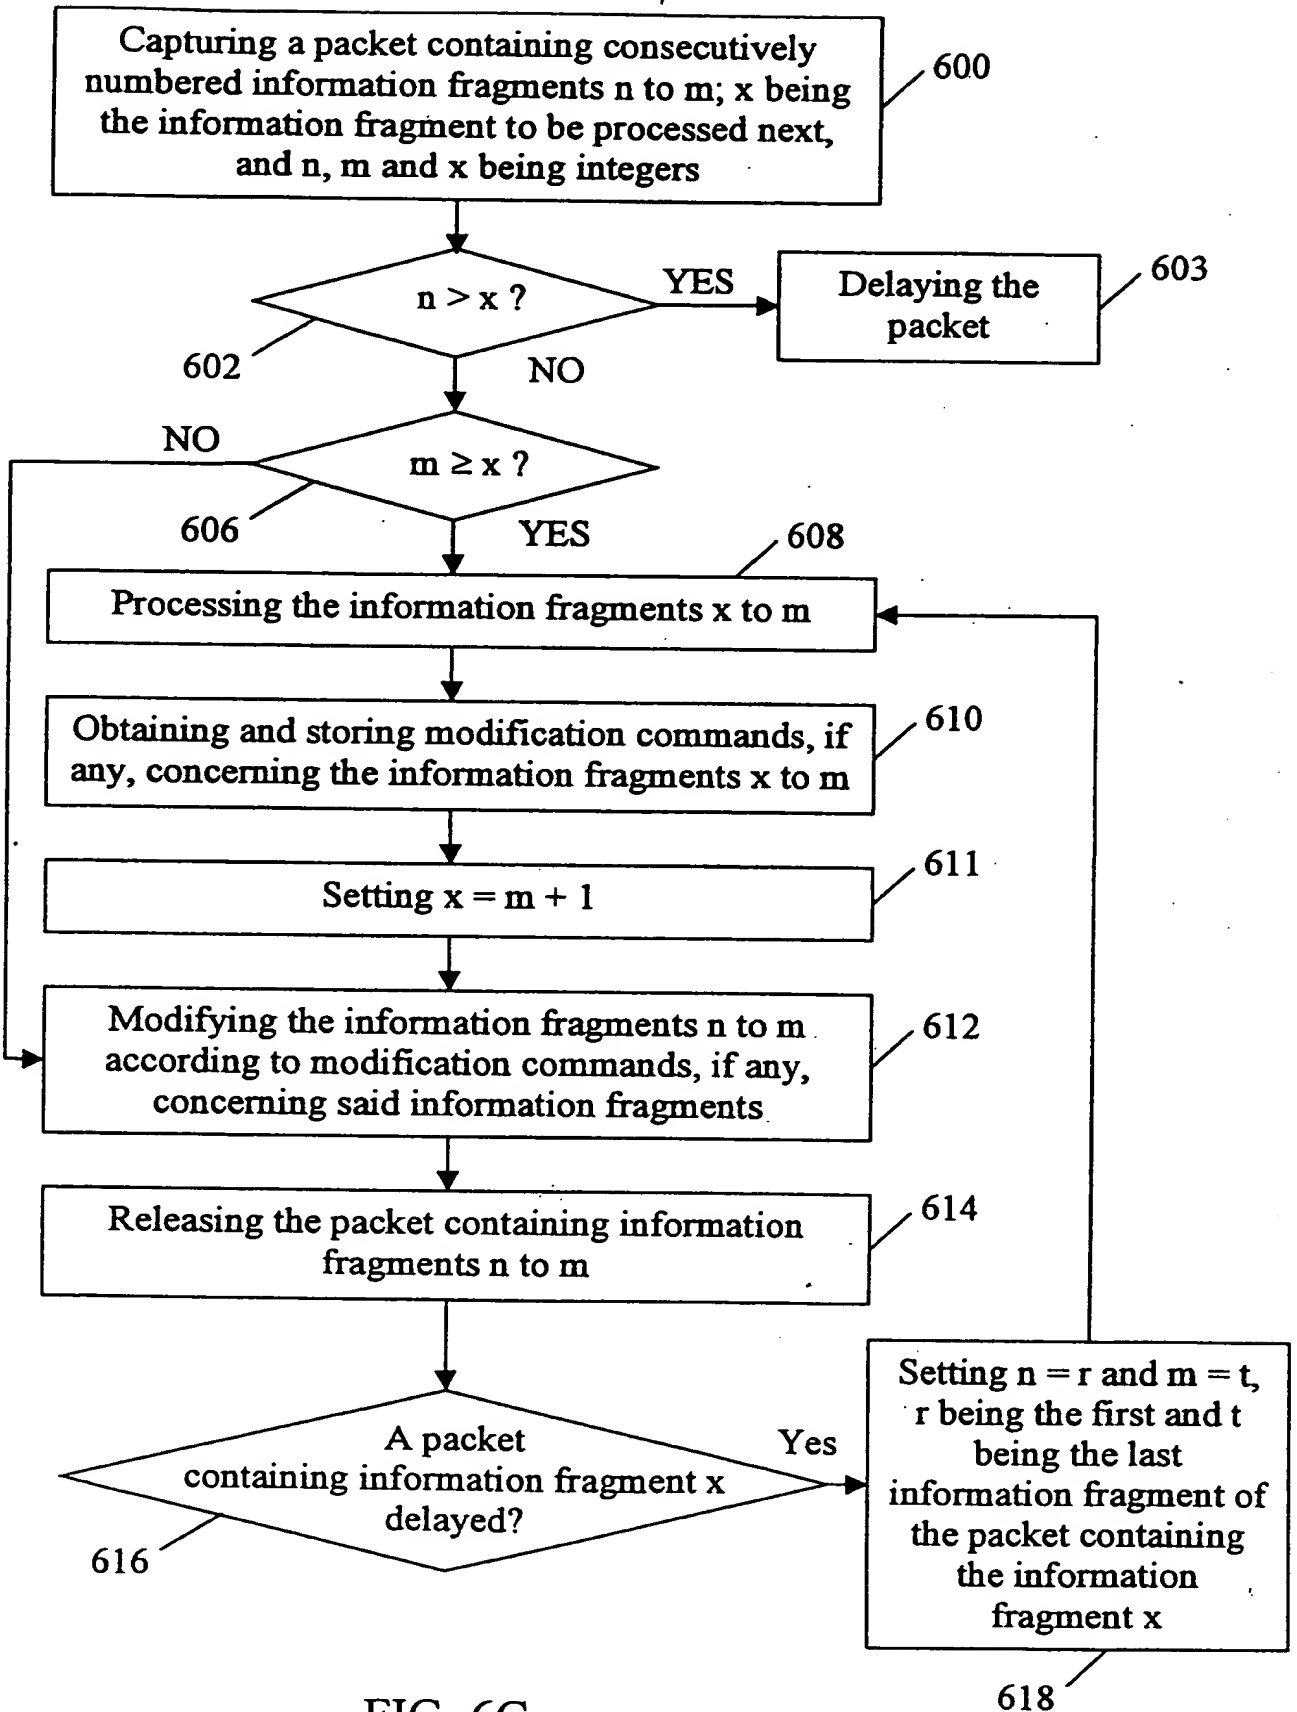 Capturing a packet containing consecutively
numbered information fragments n to m; x being
the information fragment to be processed next,
and n, m and x being integers
600
n > x ?
YES
Delaying the
packet
603
602
NO
NO
m ≥ x ?
606
YES
608
Processing the information fragments x to m
Obtaining and storing modification commands, if
any, concerning the information fragments x to m
610
Setting x = m + 1
611
Modifying the information fragments n to m
according to modification commands, if any,
concerning said information fragments
612
Releasing the packet containing information
fragments n to m
614
A packet
containing information fragment x
delayed?
Yes
616
Setting n = r and m = t,
r being the first and t
being the last
information fragment of
the packet containing
the information
fragment x
618